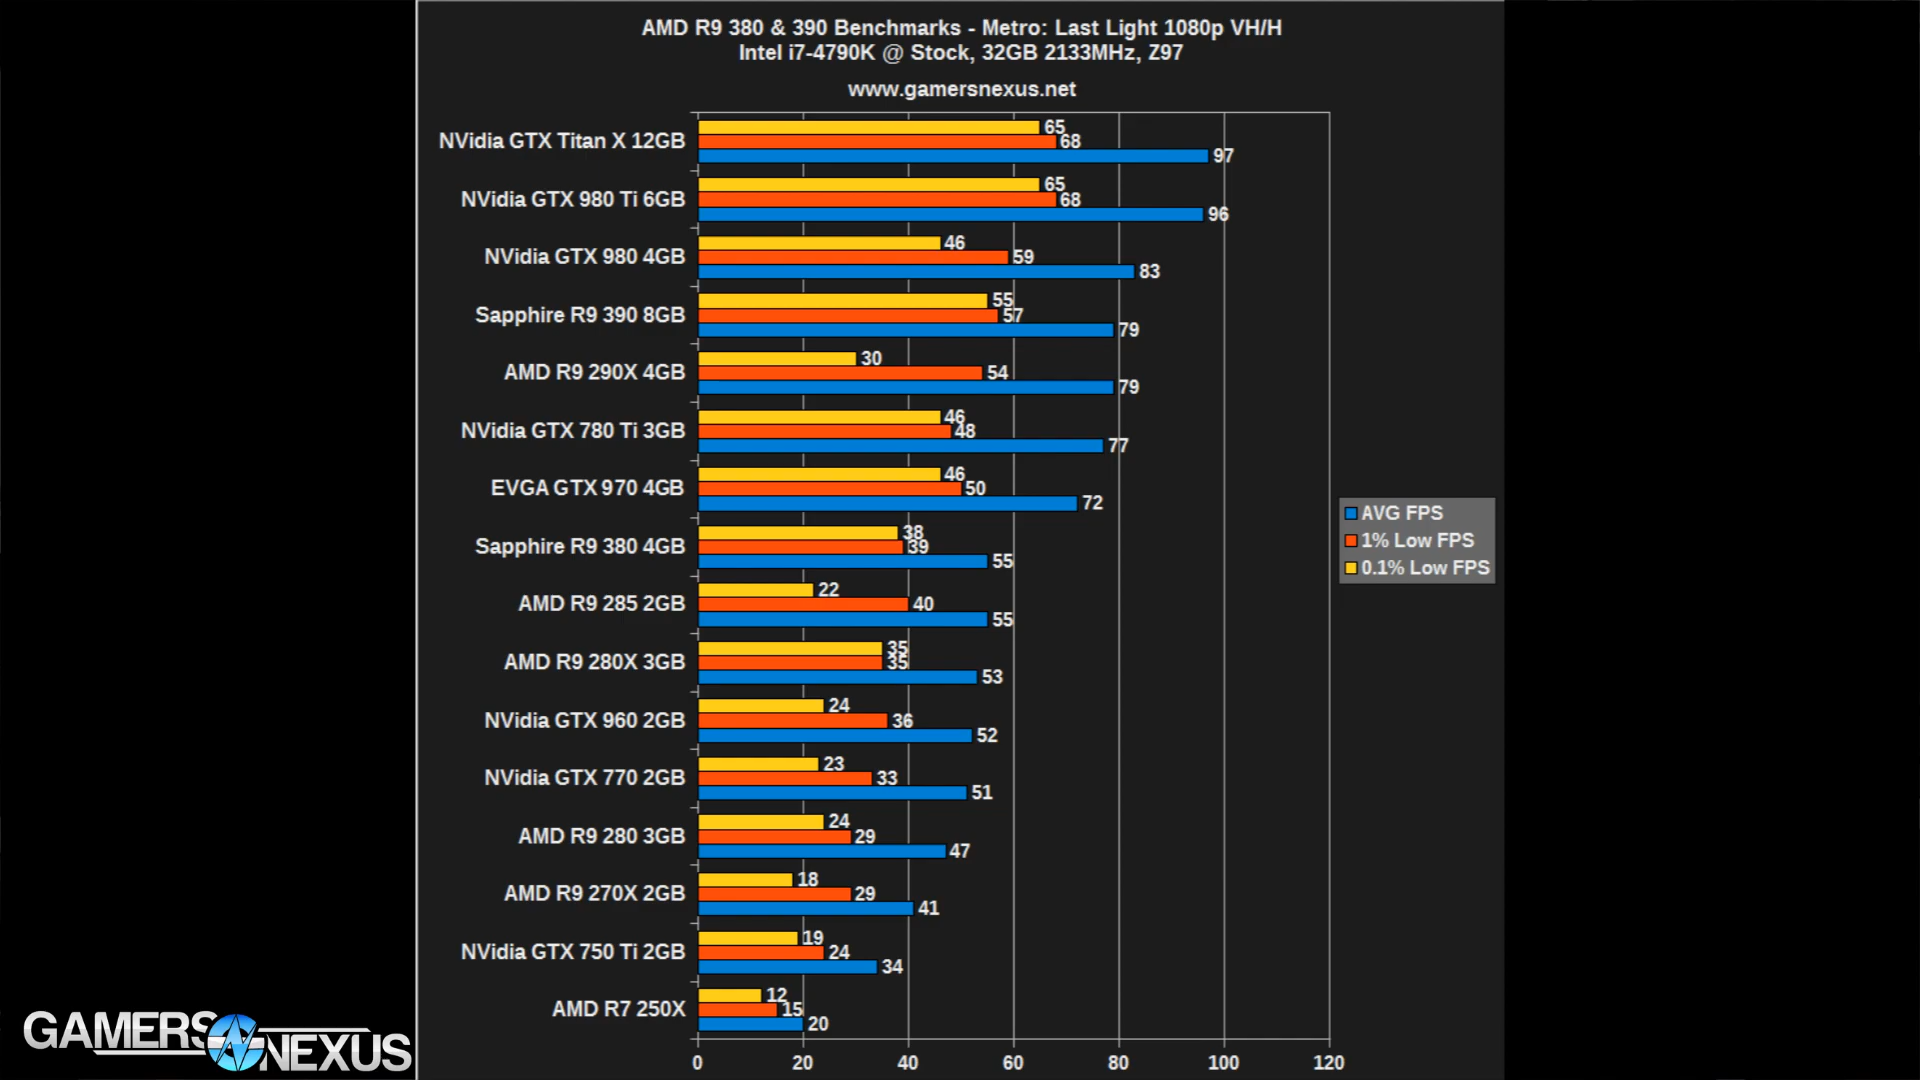 AMD R9 380 & 390 Benchmarks - Metro: Last Light 1080p VH/H
Intel i7-4790K @ Stock, 32GB 2133MHz, Z97
www.gamersnexus.net
NVidia GTX Titan X 12GB
65
68
97
NVidia GTX 980 Ti 6GB
65
68
96
NVidia GTX 980 4GB
46
59
83
Sapphire R9 390 8GB
55
57
79
AMD R9 290X 4GB
30
54
79
NVidia GTX 780 Ti 3GB
46
48
77
EVGA GTX 970 4GB
46
50
72
Sapphire R9 380 4GB
38
39
55
AMD R9 285 2GB
22
40
55
AMD R9 280X 3GB
35
35
53
NVidia GTX 960 2GB
24
36
52
NVidia GTX 770 2GB
23
33
51
AMD R9 280 3GB
24
29
47
AMD R9 270X 2GB
18
29
41
NVidia GTX 750 Ti 2GB
19
24
34
AMD R7 250X
12
15
20
0 20 40 60 80 100 120
AVG FPS
1% Low FPS
0.1% Low FPS
GAMERS
NEXUS